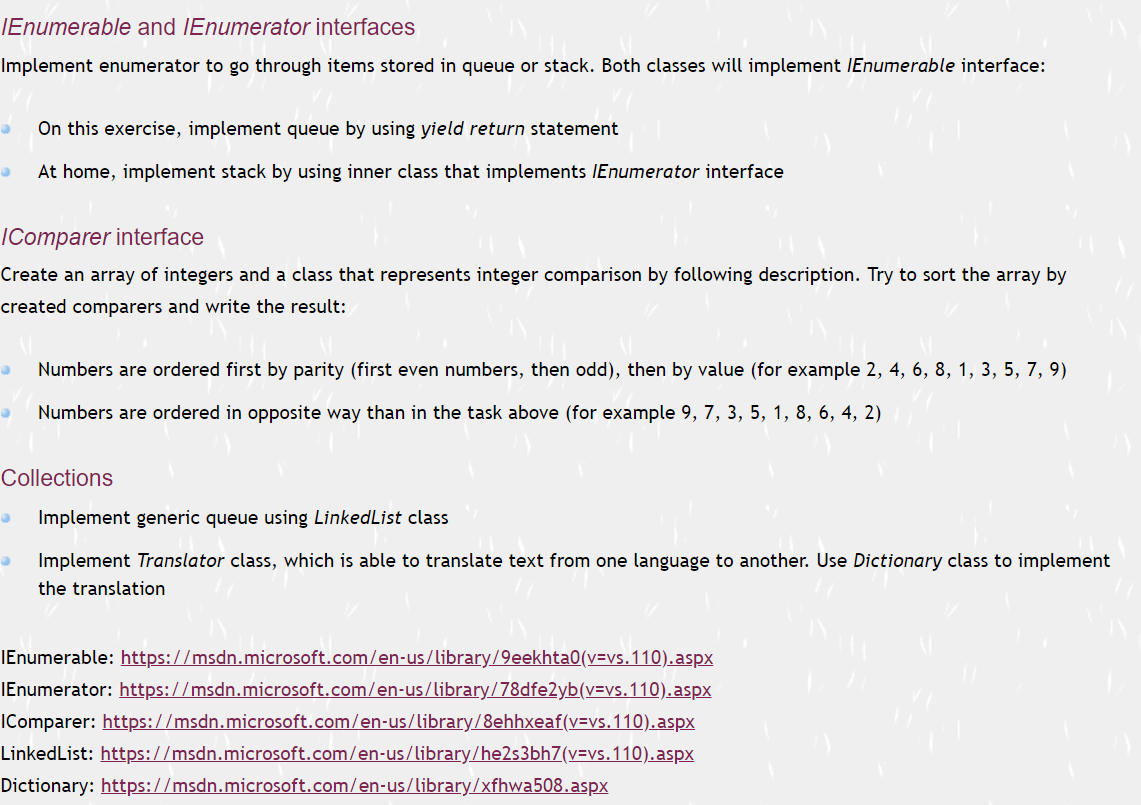 IEnumerable and IEnumerator interfaces
Implement enumerator to go through items stored in queue or stack. Both classes will implement IEnumerable interface:
On this exercise, implement queue by using yield return statement
At home, implement stack by using inner class that implements IEnumerator interface
IComparer interface
Create an array of integers and a class that represents integer comparison by following description. Try to sort the array by
created comparers and write the result:
Numbers are ordered first by parity (first even numbers, then odd), then by value (for example 2, 4, 6, 8, 1, 3, 5, 7, 9)
Numbers are ordered in opposite way than in the task above (for example 9, 7, 3, 5, 1, 8, 6, 4, 2)
Collections
Implement generic queue using LinkedList class
Implement Translator class, which is able to translate text from one language to another. Use Dictionary class to implement
the translation
IEnumerable: https://msdn.microsoft.com/en-us/library/9eekhta0(v=vs.110).aspx
IEnumerator: https://msdn.microsoft.com/en-us/library/78dfe2yb(v=vs.110).aspx
IComparer: https://msdn.microsoft.com/en-us/library/8ehhxeaf(v=vs.110).aspx
LinkedList: https://msdn.microsoft.com/en-us/library/he2s3bh7(v=vs.110).aspx
Dictionary: https://msdn.microsoft.com/en-us/library/xfhwa508.aspx